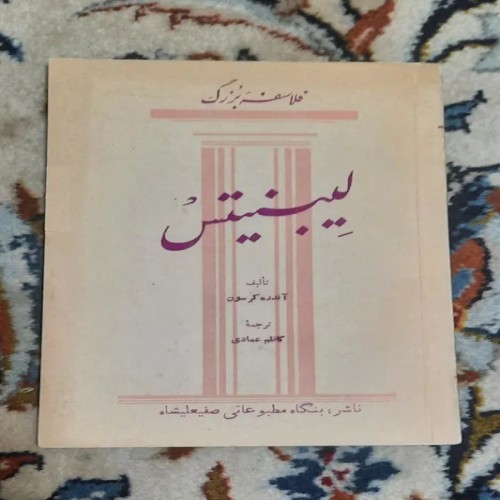 فلاسفهٔ بزرگ
لیبنیتس
تألیف
آندره کرسون
ترجمهٔ
کاظم عمادی
ناشر: بنگاه مطبوعاتی صفیعلیشاه